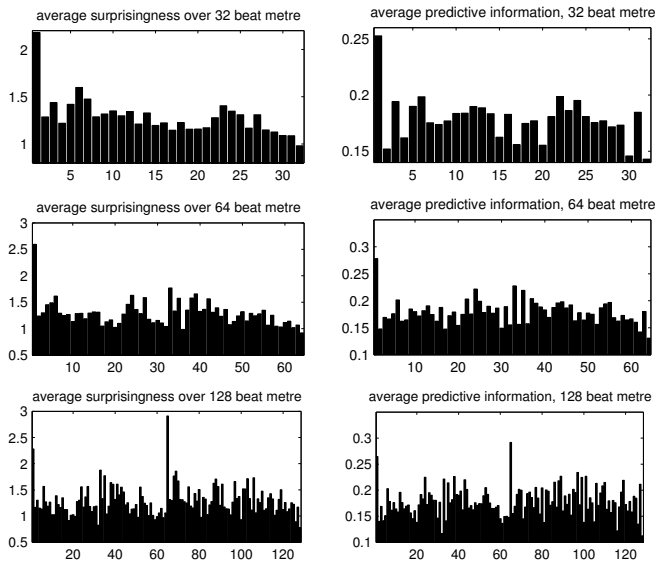 average surprisingness over 32 beat metre
2
1.5
1
5 10 15 20 25 30
average predictive information, 32 beat metre
0.25
0.2
0.15
5 10 15 20 25 30
average surprisingness over 64 beat metre
3
2.5
2
1.5
1
0.5
10 20 30 40 50 60
average predictive information, 64 beat metre
0.3
0.25
0.2
0.15
0.1
10 20 30 40 50 60
average surprisingness over 128 beat metre
3
2.5
2
1.5
1
0.5
20 40 60 80 100 120
average predictive information, 128 beat metre
0.3
0.25
0.2
0.15
0.1
20 40 60 80 100 120